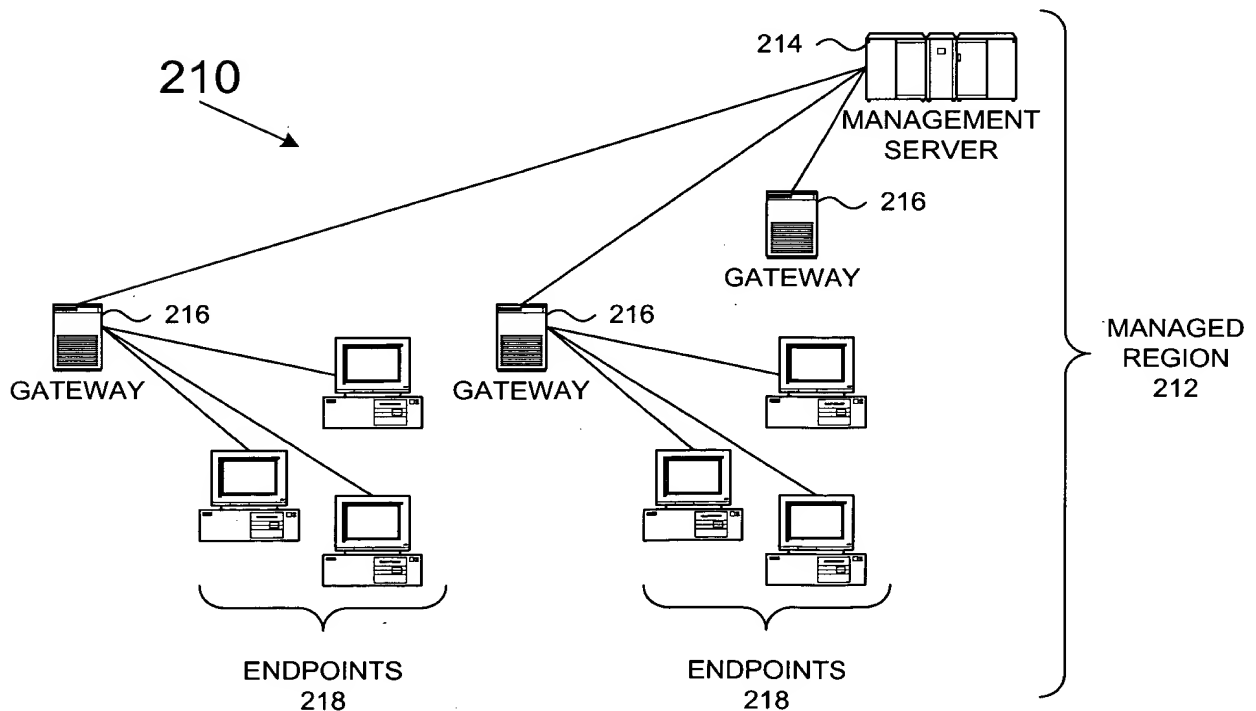 210
214
MANAGEMENT
SERVER
216
GATEWAY
216
GATEWAY
216
GATEWAY
MANAGED
REGION
212
ENDPOINTS
218
ENDPOINTS
218